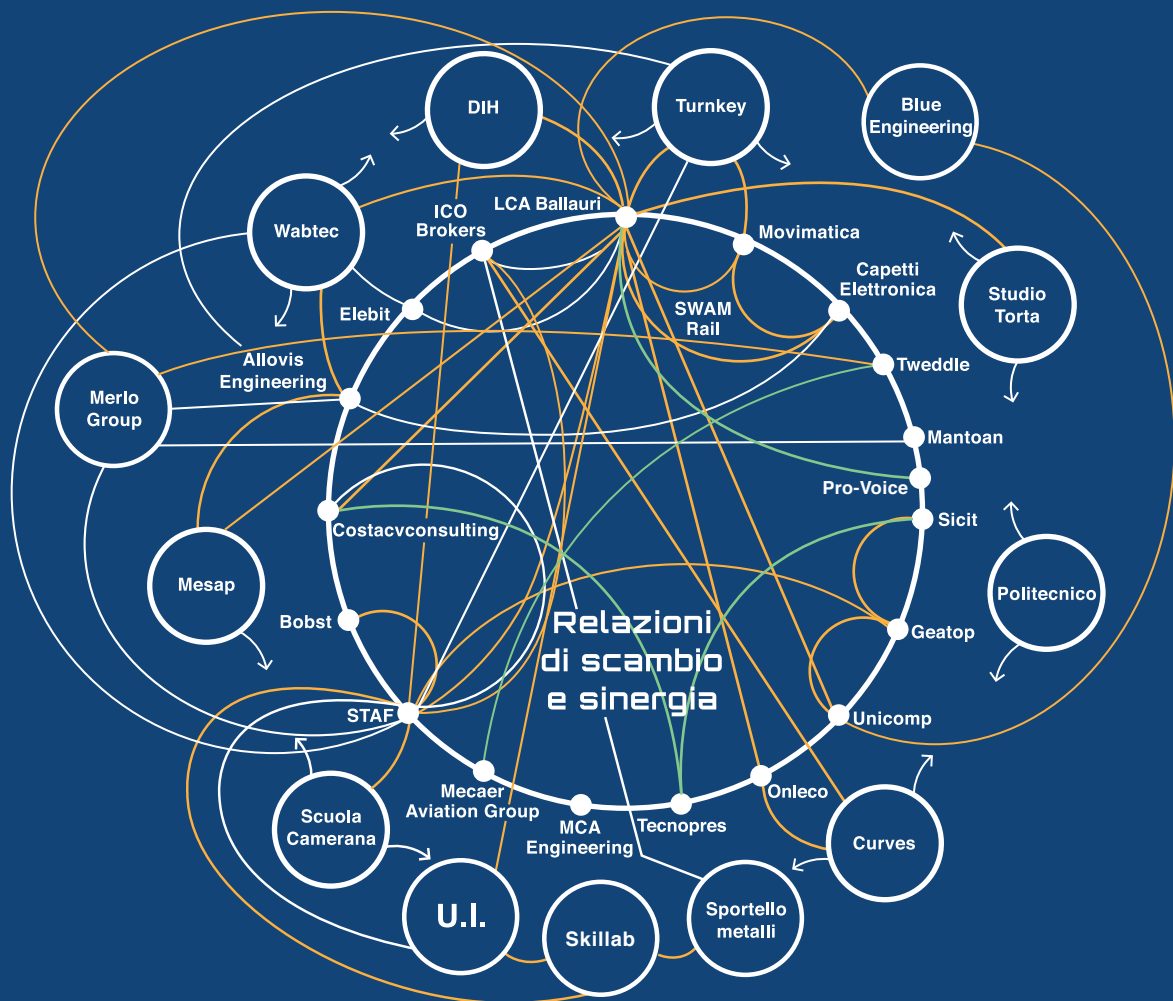 DIH
Turnkey
Blue
Engineering
Wabtec
ICO
Brokers
LCA Ballauri
Movimatica
Capetti
Elettronica
Studio
Torta
Elebit
SWAM
Rail
Allovis
Engineering
Tweddle
Merlo
Group
Mantoan
Pro-Voice
Costacvconsulting
Sicit
Mesap
Politecnico
Bobst
Geatop
Relazioni
di scambio
e sinergia
STAF
Unicomp
Mecaer
Aviation Group
Onleco
MCA
Engineering
Tecnopres
Scuola
Camerana
Curves
U.I.
Skillab
Sportello
metalli